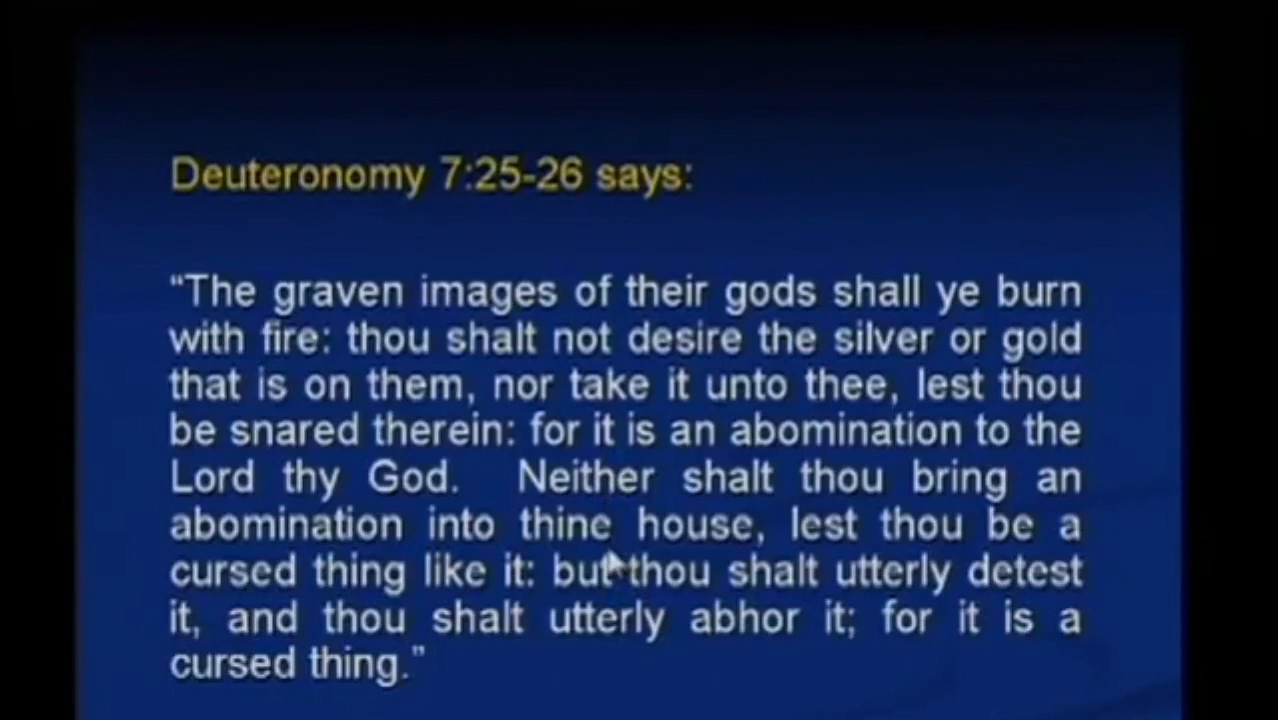 Deuteronomy 7:25-26 says:
“The graven images of their gods shall ye burn
with fire: thou shalt not desire the silver or gold
that is on them, nor take it unto thee, lest thou
be snared therein: for it is an abomination to the
Lord thy God. Neither shalt thou bring an
abomination into thine house, lest thou be a
cursed thing like it: but thou shalt utterly detest
it, and thou shalt utterly abhor it; for it is a
cursed thing.”